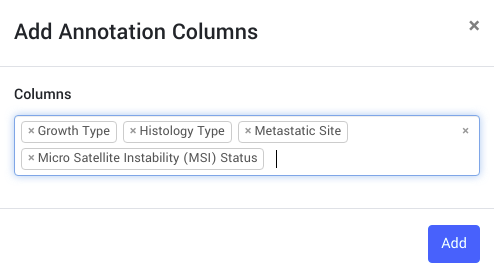 Add Annotation Columns ×
Columns
× Growth Type × Histology Type × Metastatic Site ×
× Micro Satellite Instability (MSI) Status
Add